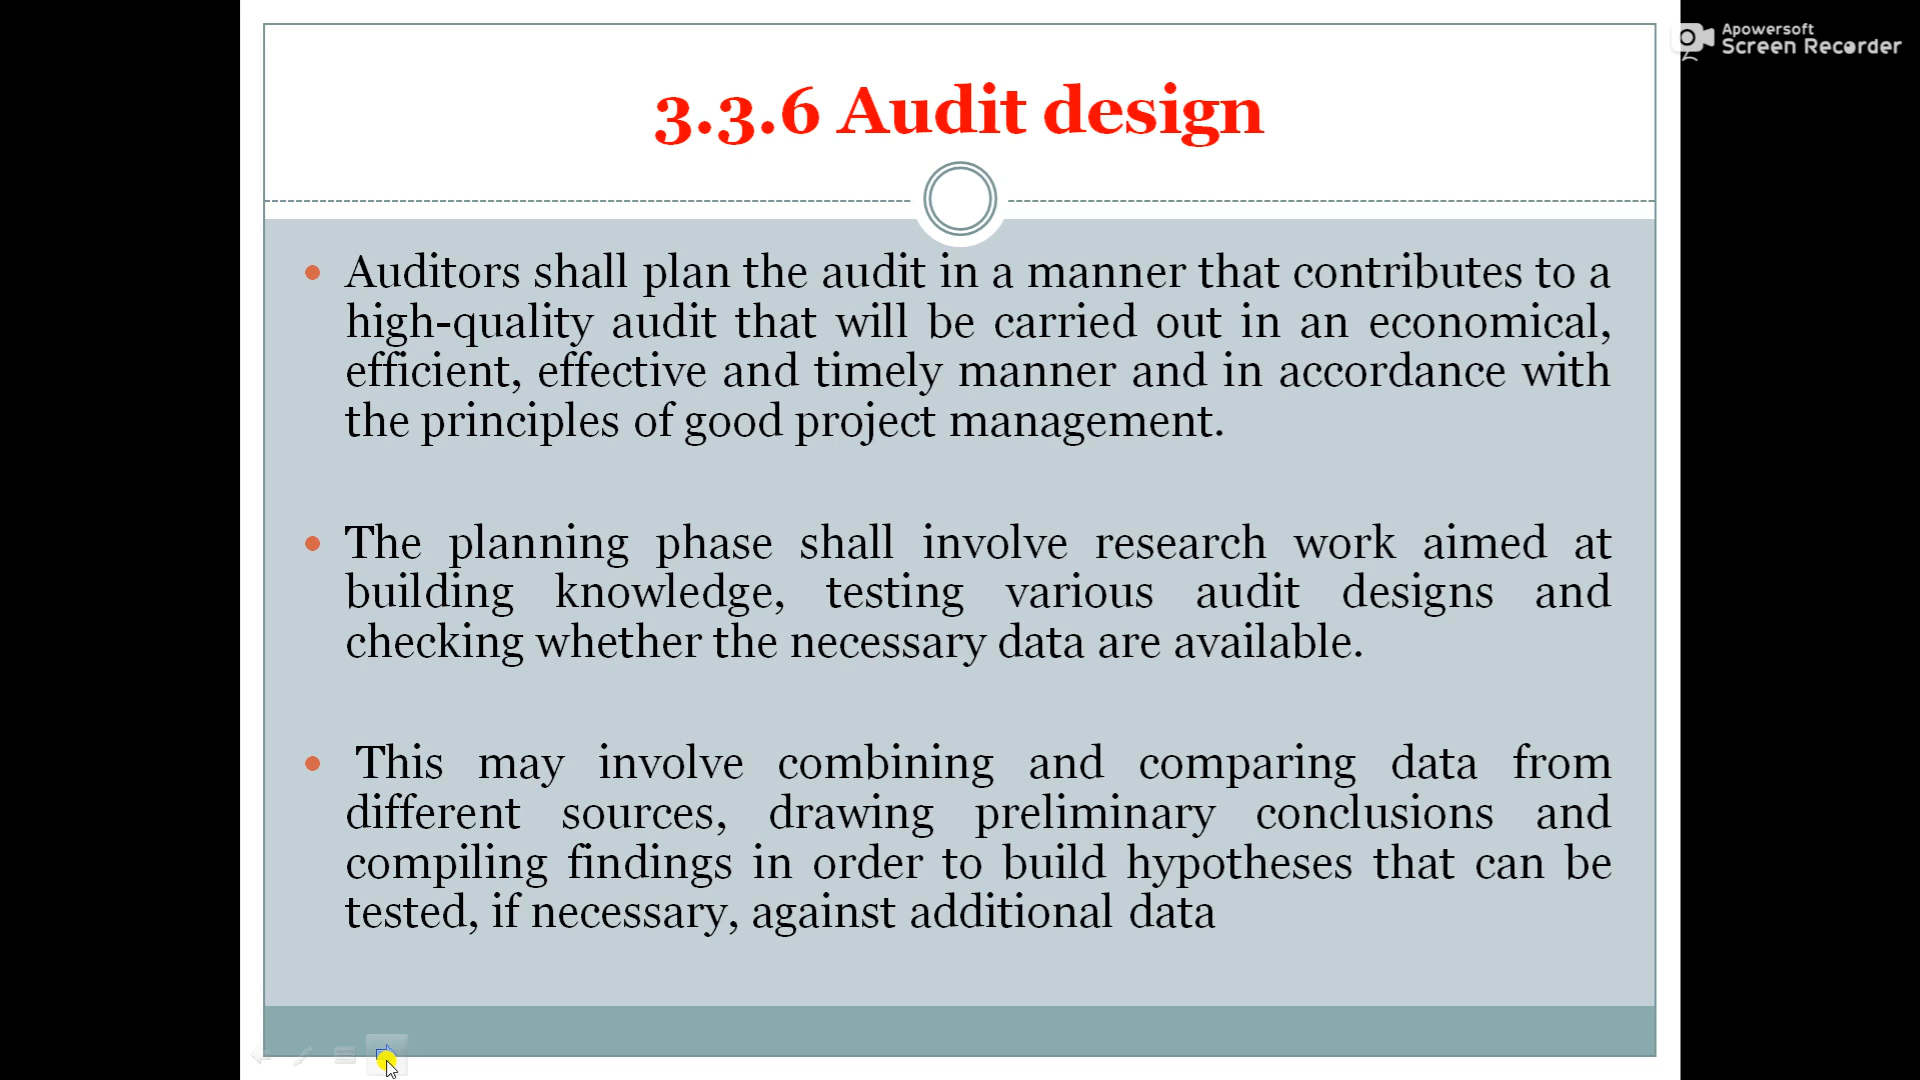 Apowersoft
Screen Recorder
3.3.6 Audit design
• Auditors shall plan the audit in a manner that contributes to a
high-quality audit that will be carried out in an economical,
efficient, effective and timely manner and in accordance with
the principles of good project management.
• The planning phase shall involve research work aimed at
building knowledge, testing various audit designs and
checking whether the necessary data are available.
• This may involve combining and comparing data from
different sources, drawing preliminary conclusions and
compiling findings in order to build hypotheses that can be
tested, if necessary, against additional data